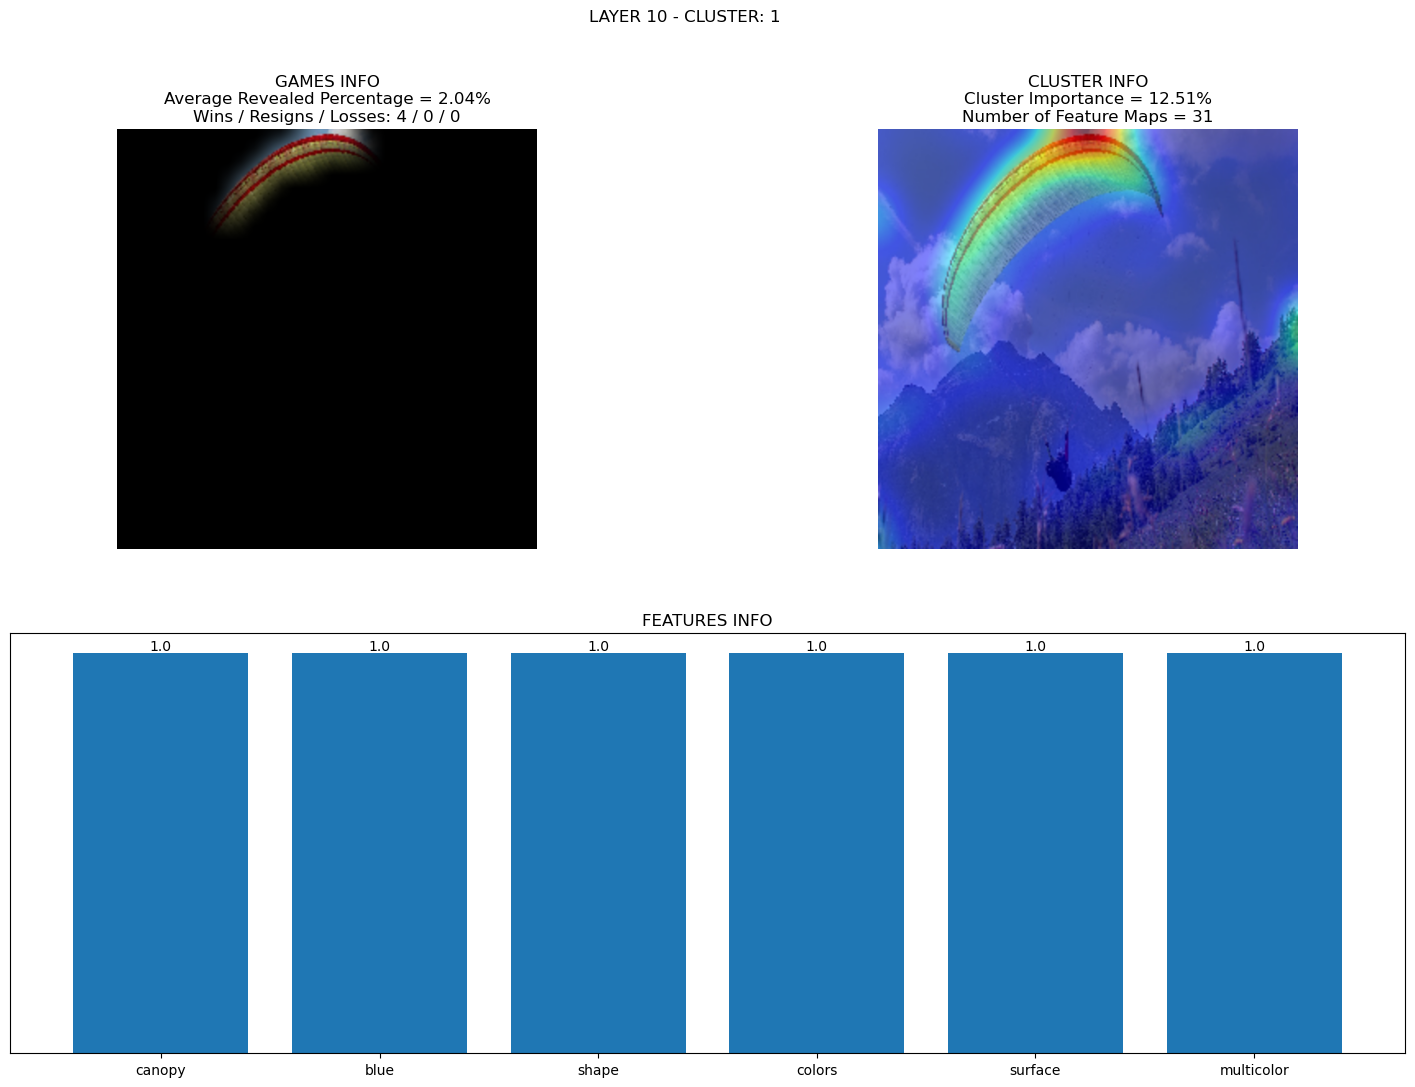 LAYER 10 - CLUSTER: 1
GAMES INFO
Average Revealed Percentage = 2.04%
Wins / Resigns / Losses: 4 / 0 / 0
CLUSTER INFO
Cluster Importance = 12.51%
Number of Feature Maps = 31
FEATURES INFO
1.0 1.0 1.0 1.0 1.0 1.0
canopy blue shape colors surface multicolor